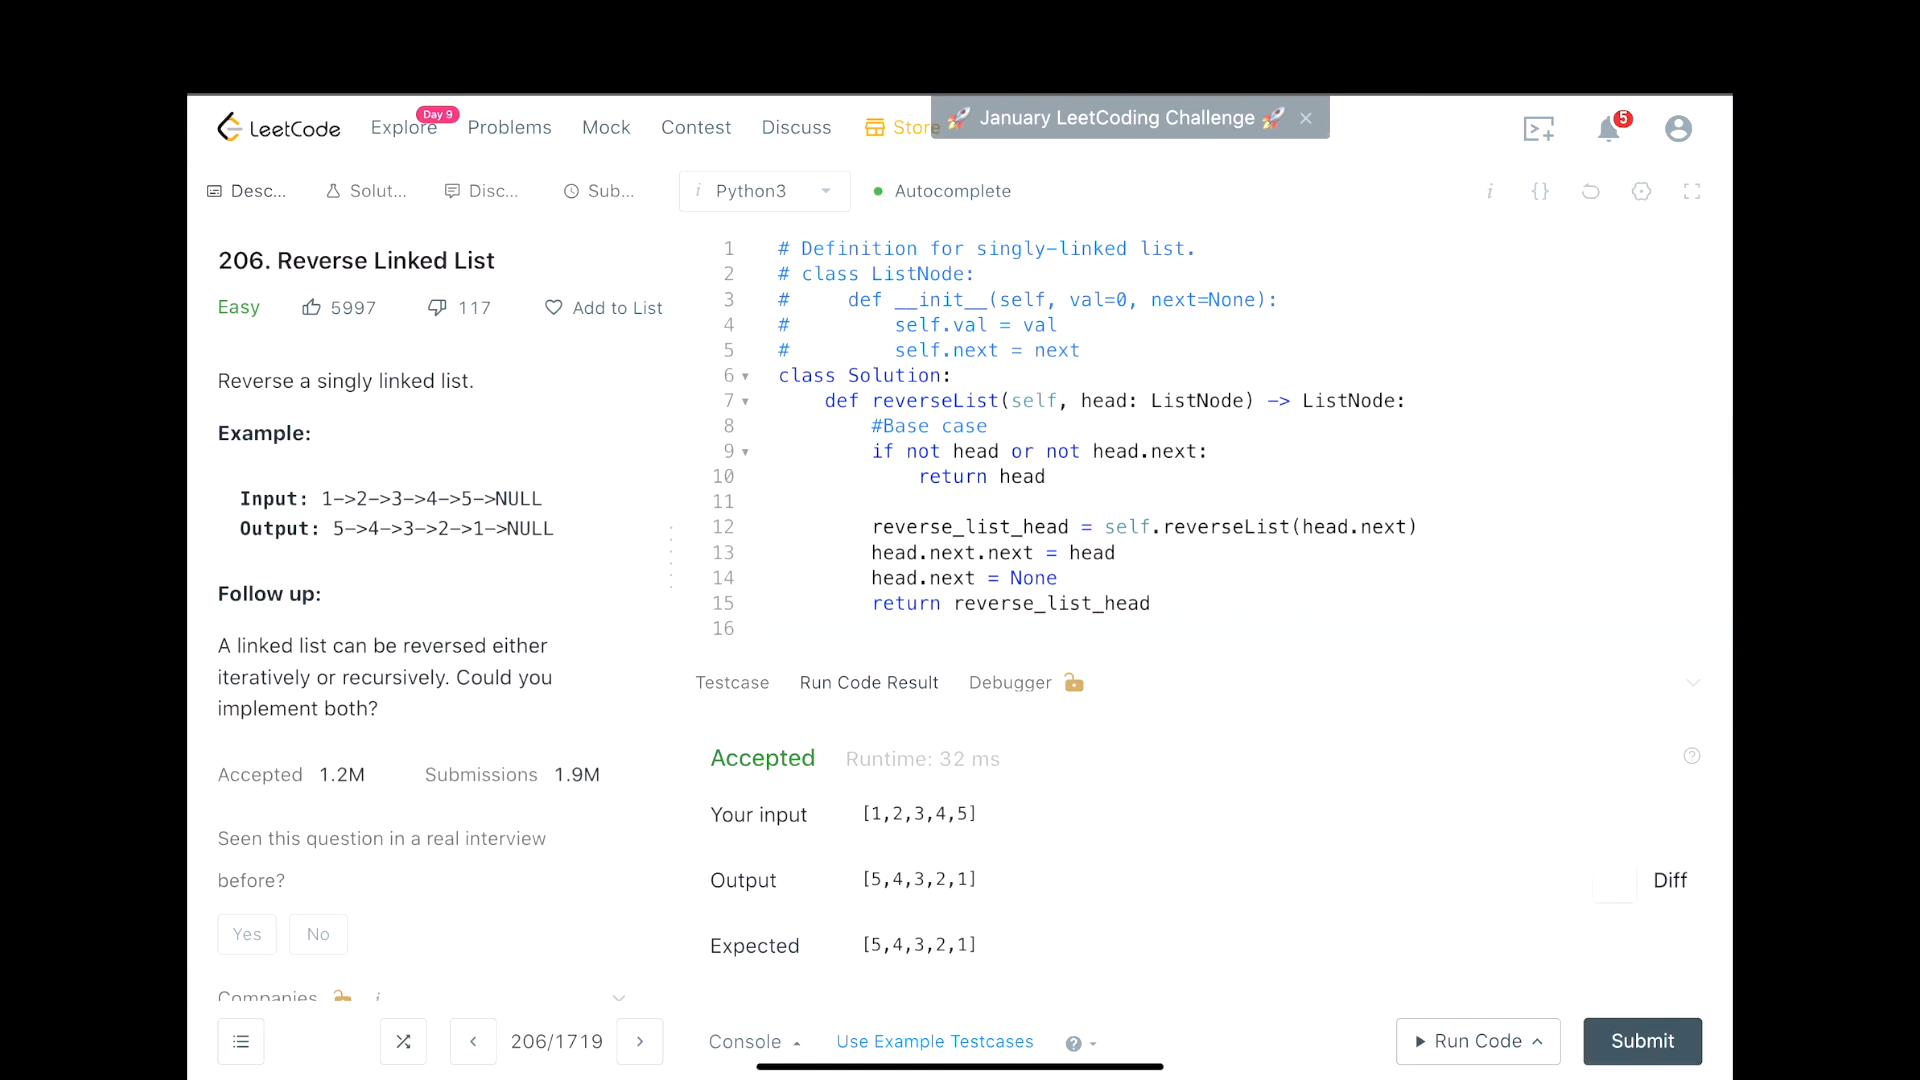 LeetCode
Explore
Day 9
Problems
Mock
Contest
Discuss
Store
🚀 January LeetCoding Challenge 🚀 ×
5
Desc...
Solut...
Disc...
Sub...
i Python3
Autocomplete
i {}
206. Reverse Linked List
Easy
5997
117
Add to List
Reverse a singly linked list.
Example:
Input: 1->2->3->4->5->NULL
Output: 5->4->3->2->1->NULL
Follow up:
A linked list can be reversed either
iteratively or recursively. Could you
implement both?
Accepted 1.2M
Submissions 1.9M
Seen this question in a real interview
before?
Yes
No
Companies i
206/1719
1 # Definition for singly-linked list.
2 # class ListNode:
3 #     def __init__(self, val=0, next=None):
4 #         self.val = val
5 #         self.next = next
6 class Solution:
7     def reverseList(self, head: ListNode) -> ListNode:
8         #Base case
9         if not head or not head.next:
10             return head
11
12         reverse_list_head = self.reverseList(head.next)
13         head.next.next = head
14         head.next = None
15         return reverse_list_head
16
Testcase
Run Code Result
Debugger
Accepted
Runtime: 32 ms
?
Your input [1,2,3,4,5]
Output [5,4,3,2,1]
Diff
Expected [5,4,3,2,1]
Console
Use Example Testcases
?
Run Code
Submit